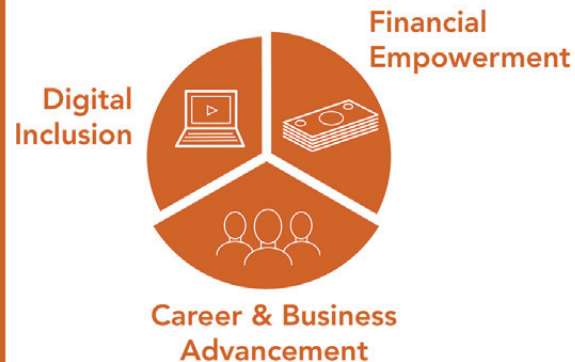 Financial
Empowerment
Digital
Inclusion
Career & Business
Advancement